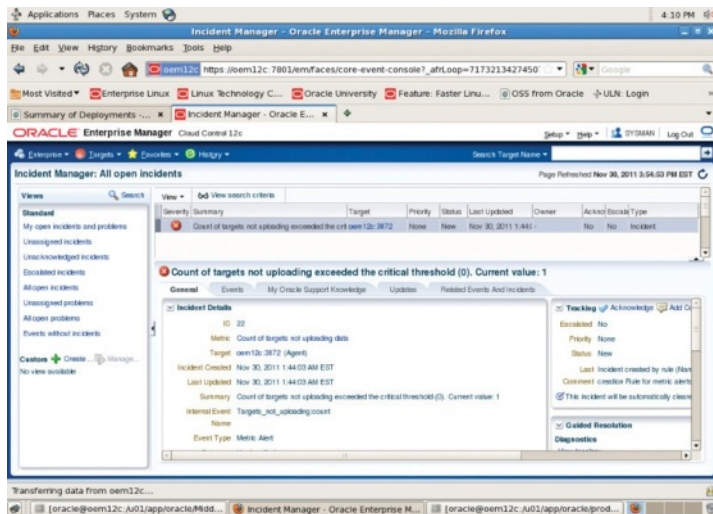 Applications Places System
4:10 PM
Incident Manager - Oracle Enterprise Manager - Mozilla Firefox
File Edit View History Bookmarks Tools Help
oem12c https://oem12c:7801/em/faces/core-event-console?_afrLoop=7173213427450
Google
Most Visited Enterprise Linux Linux Technology C... Oracle University Feature: Faster Linu... OSS from Oracle ULN: Login
Summary of Deployments -... Incident Manager - Oracle E...
ORACLE Enterprise Manager Cloud Control 12c
Setup Help SYSMAN Log Out
Enterprise Targets Favorites History
Search Target Name
Incident Manager: All open incidents
Page Refreshed Nov 30, 2011 3:54:53 PM EST
Views Search
View View search criteria
Severity Summary Target Priority Status Last Updated Owner Ackno Escala Type
Count of targets not uploading exceeded the crit oem12c:3872 None New Nov 30, 2011 1:44: - No No Incident
Standard
My open incidents and problems
Unassigned incidents
Unacknowledged incidents
Escalated incidents
All open incidents
Unassigned problems
All open problems
Events without incidents
Custom Create... Manage...
No view available
Count of targets not uploading exceeded the critical threshold (0). Current value: 1
General Events My Oracle Support Knowledge Updates Related Events And Incidents
Incident Details
ID 22
Metric Count of targets not uploading data
Target oem12c:3872 (Agent)
Incident Created Nov 30, 2011 1:44:03 AM EST
Last Updated Nov 30, 2011 1:44:03 AM EST
Summary Count of targets not uploading exceeded the critical threshold (0). Current value: 1
Internal Event Name Targets_not_uploading:count
Event Type Metric Alert
Tracking Acknowledge Add Co
Escalated No
Priority None
Status New
Last Comment Incident created by rule (Nam
creation Rule for metric alerts
This incident will be automatically cleare
Guided Resolution
Diagnostics
Transferring data from oem12c...
[oracle@oem12c:/u01/app/oracle/Midd... Incident Manager - Oracle Enterprise M... [oracle@oem12c:/u01/app/oracle/prod...